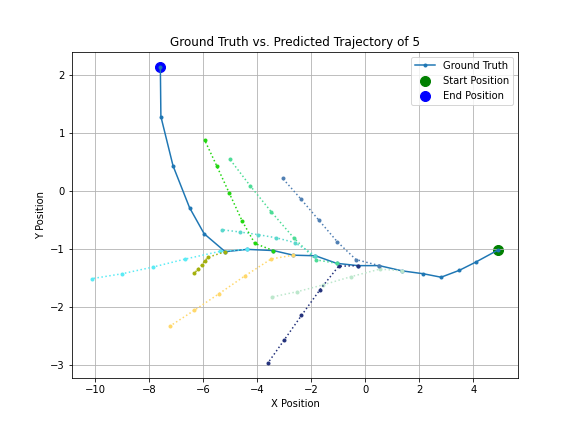 Ground Truth vs. Predicted Trajectory of 5
Ground Truth
Start Position
End Position
Y Position
2
1
0
−1
−2
−3
−10
−8
−6
−4
−2
0
2
4
X Position